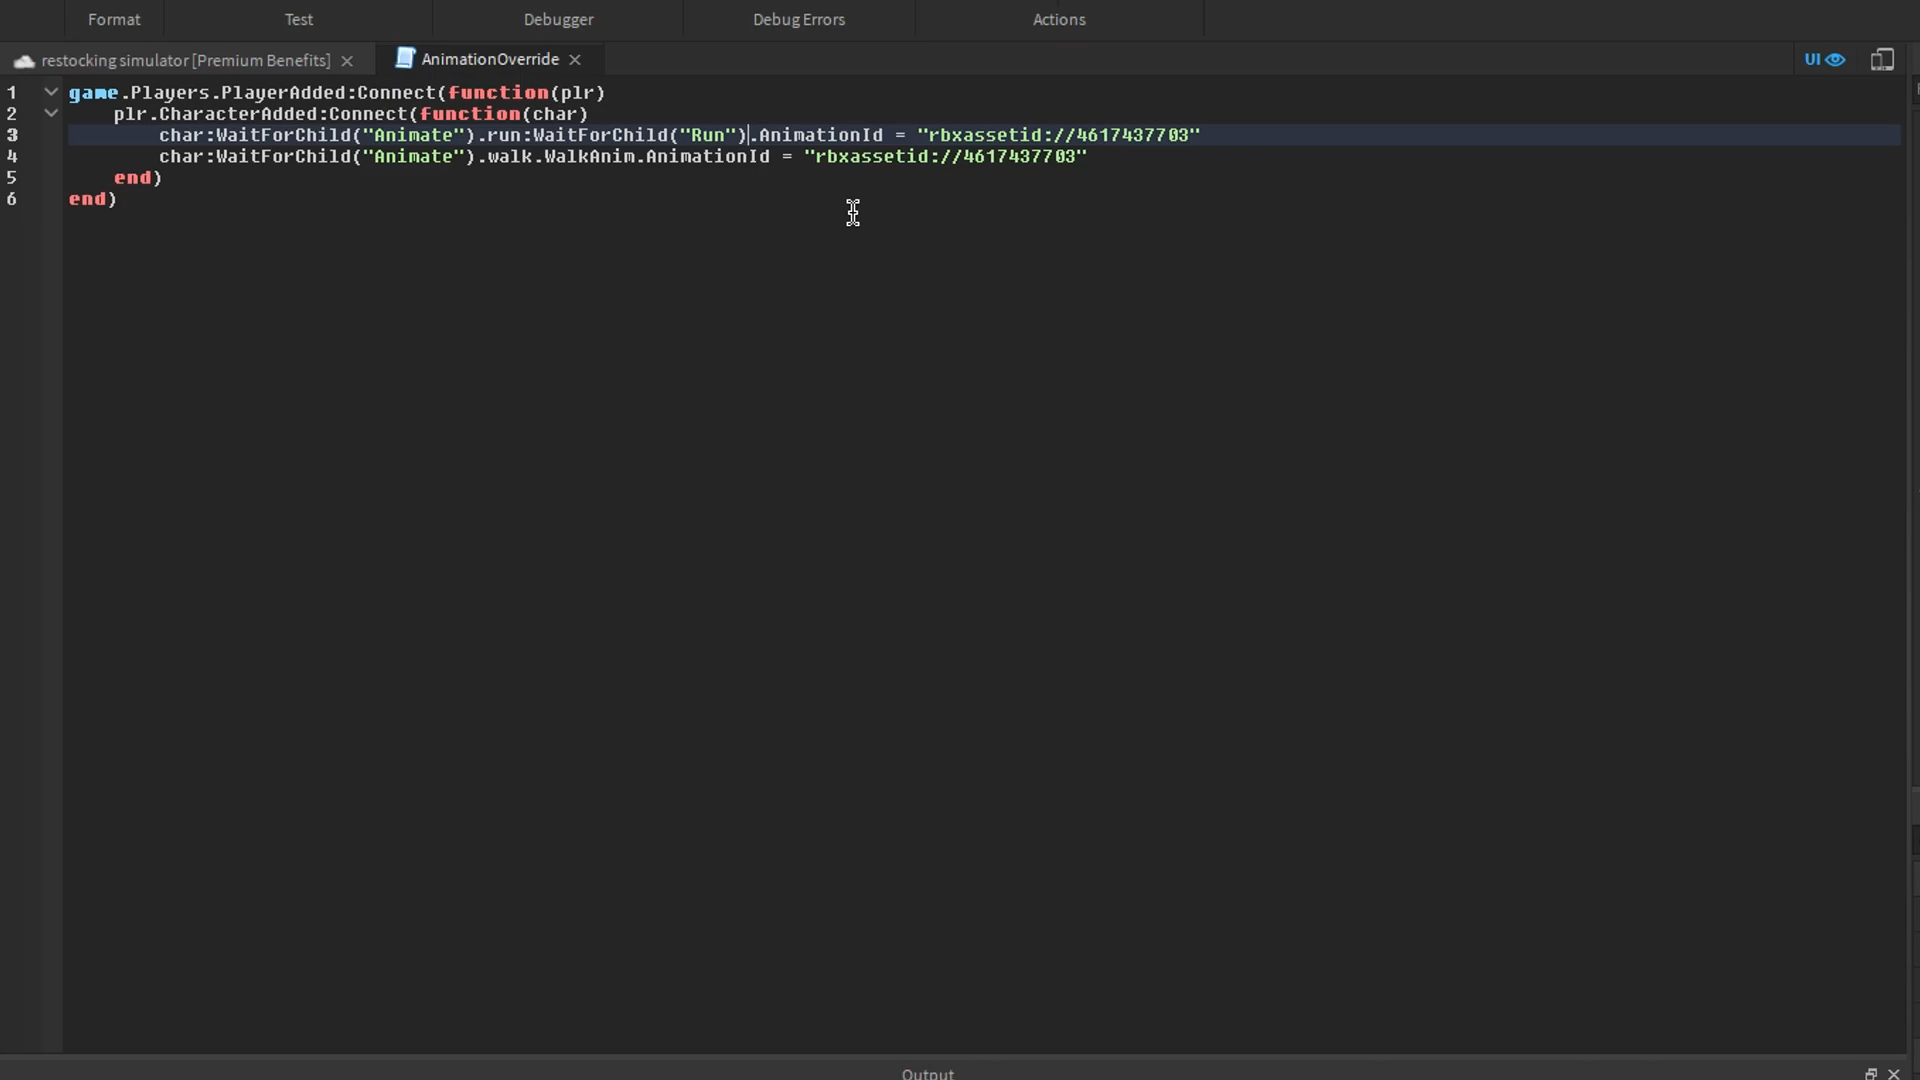 Format Test Debugger Debug Errors Actions
restocking simulator [Premium Benefits] AnimationOverride UI
1 game.Players.PlayerAdded:Connect(function(plr)
2 plr.CharacterAdded:Connect(function(char)
3 char:WaitForChild("Animate").run:WaitForChild("Run").AnimationId = "rbxassetid://4617437703"
4 char:WaitForChild("Animate").walk.WalkAnim.AnimationId = "rbxassetid://4617437703"
5 end)
6 end)
Output